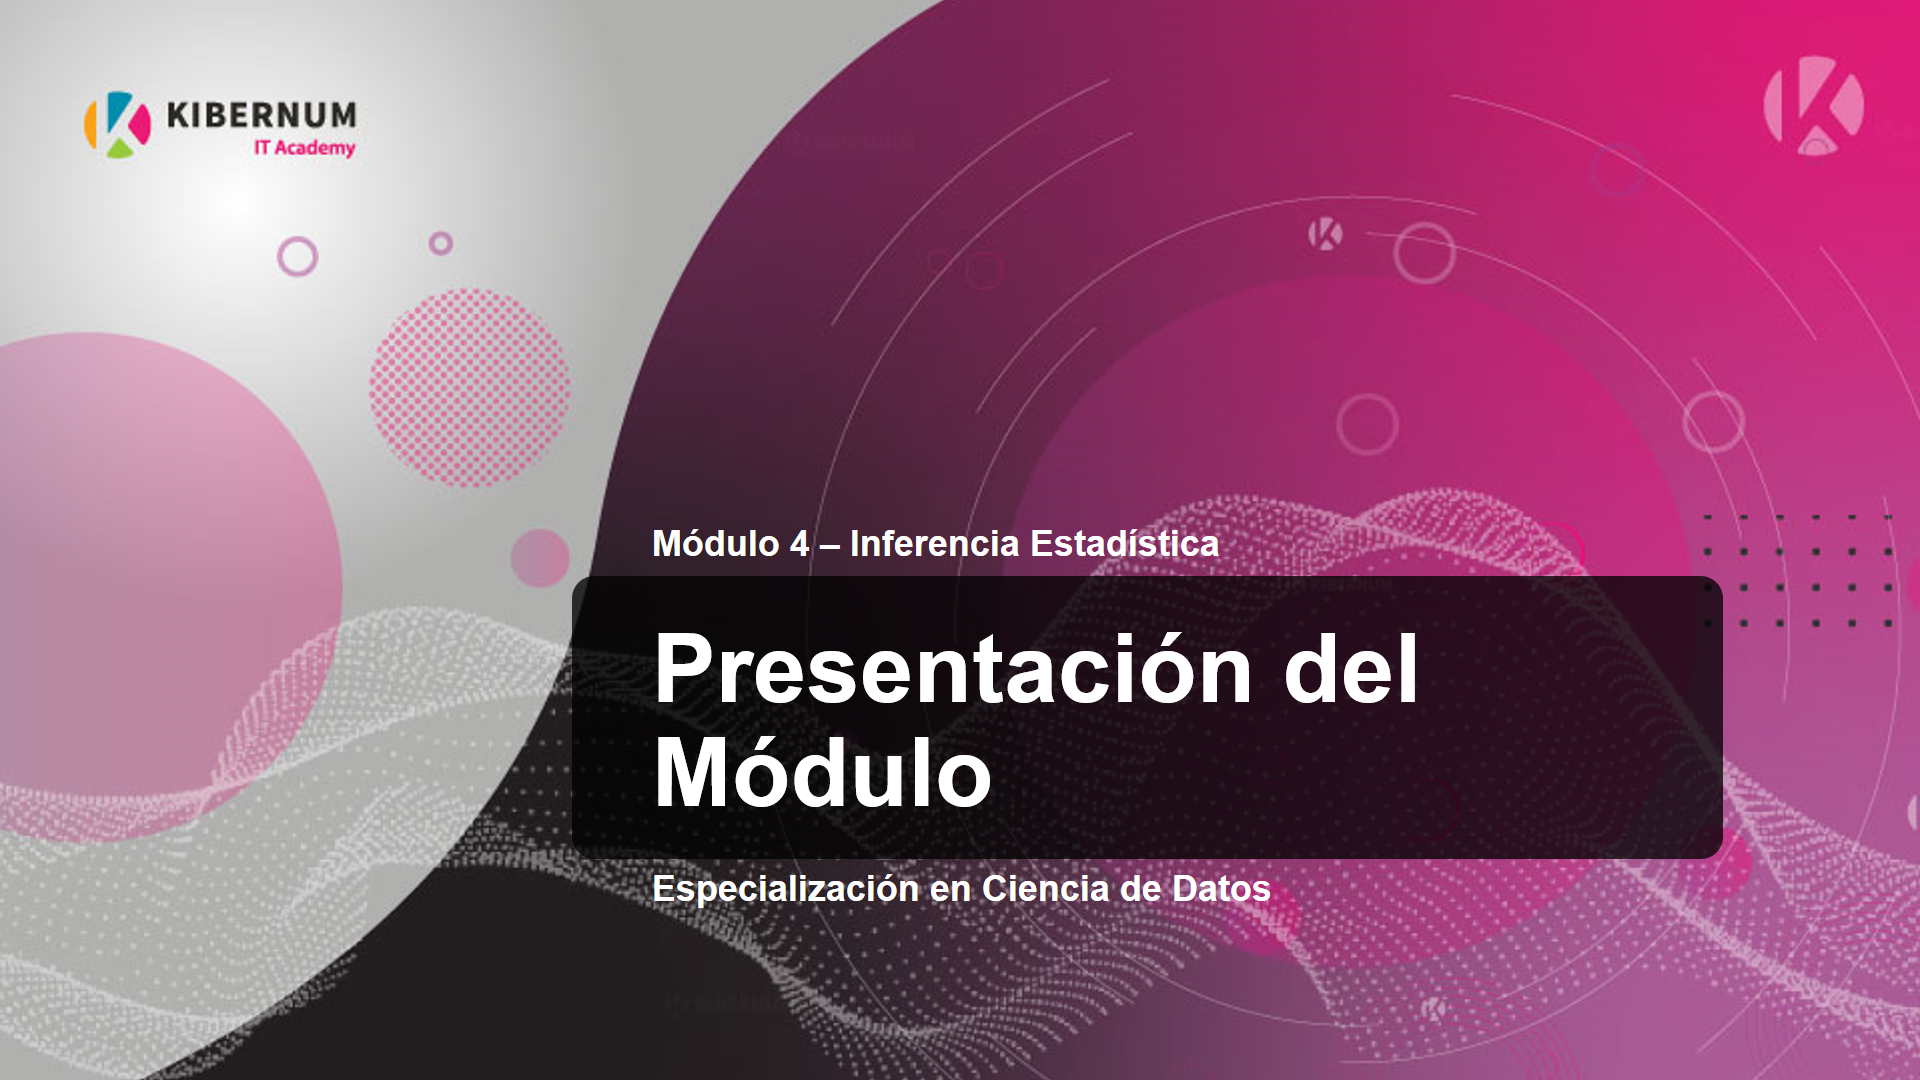 KIBERNUM
IT Academy
Módulo 4 – Inferencia Estadística
Presentación del
Módulo
Especialización en Ciencia de Datos